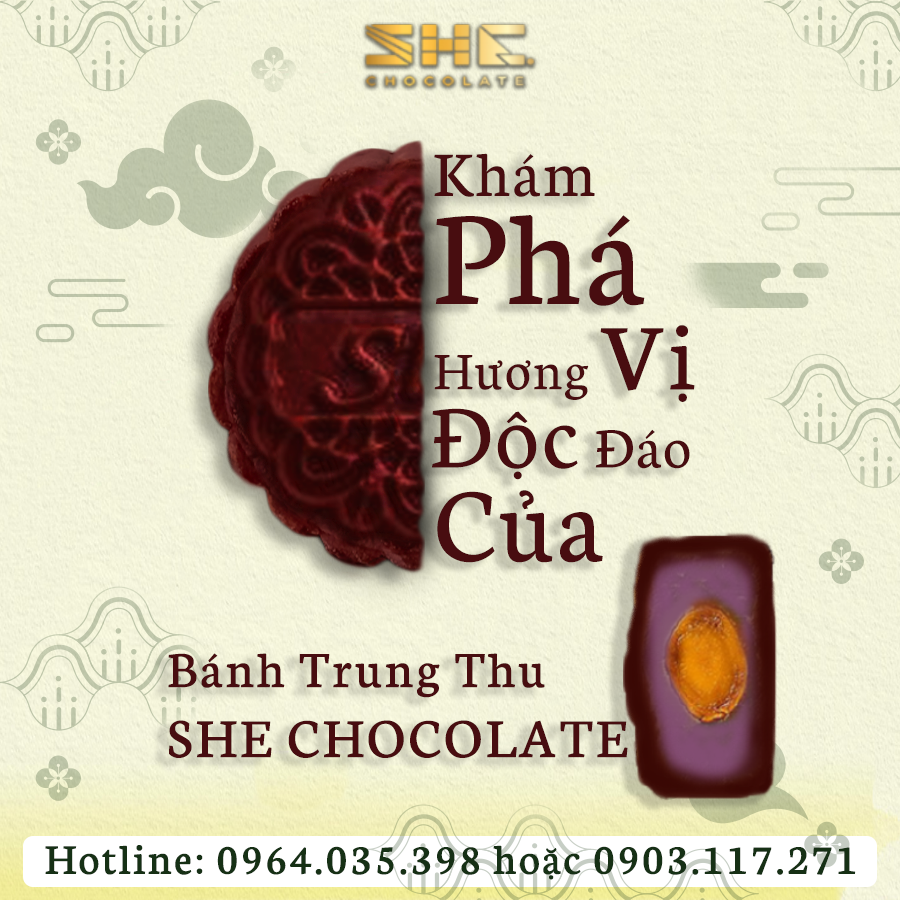 SHE
CHOCOLATE
Khám
Phá
Hương Vị
Độc Đáo
Của
Bánh Trung Thu
SHE CHOCOLATE
Hotline: 0964.035.398 hoặc 0903.117.271